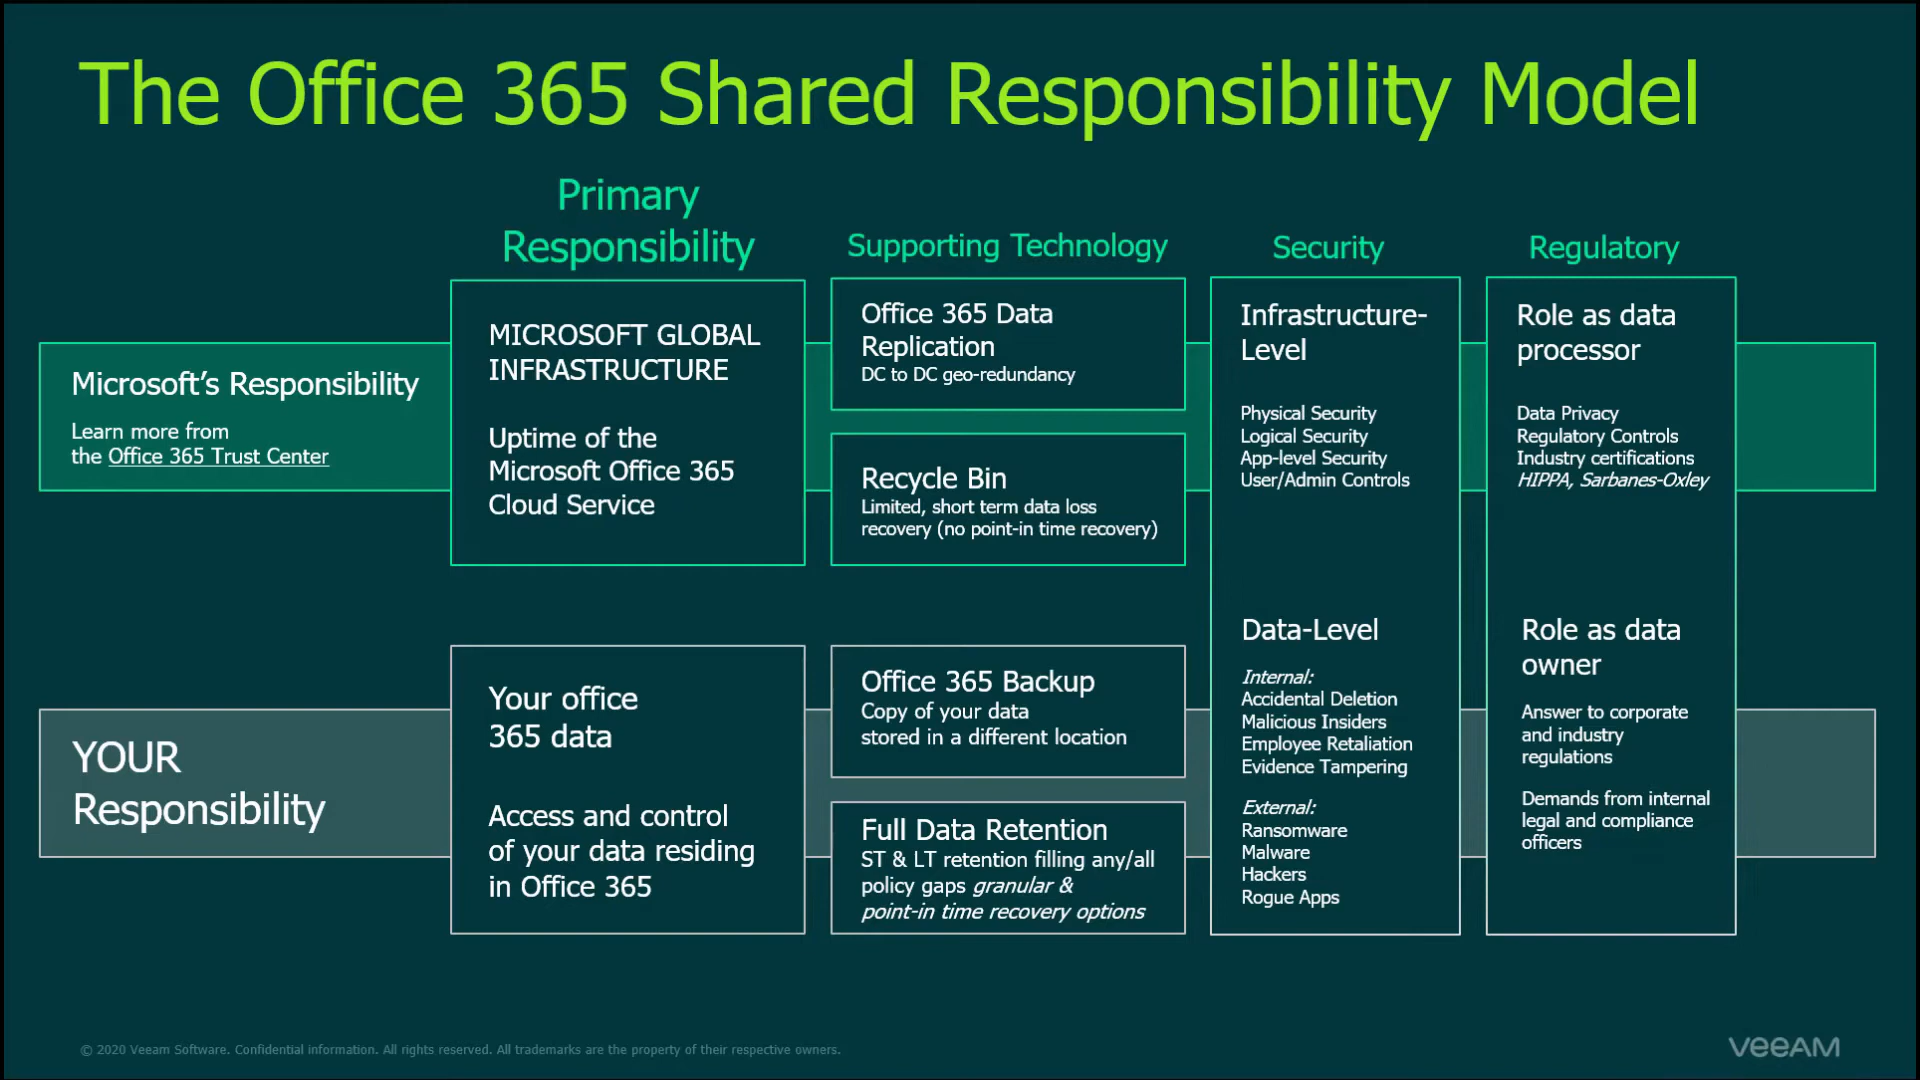 The Office 365 Shared Responsibility Model
Primary
Responsibility
Supporting Technology
Security
Regulatory
Microsoft's Responsibility
Learn more from
the Office 365 Trust Center
MICROSOFT GLOBAL
INFRASTRUCTURE
Uptime of the
Microsoft Office 365
Cloud Service
Office 365 Data
Replication
DC to DC geo-redundancy
Recycle Bin
Limited, short term data loss
recovery (no point-in time recovery)
Infrastructure-
Level
Physical Security
Logical Security
App-level Security
User/Admin Controls
Role as data
processor
Data Privacy
Regulatory Controls
Industry certifications
HIPPA, Sarbanes-Oxley
YOUR
Responsibility
Your office
365 data
Access and control
of your data residing
in Office 365
Office 365 Backup
Copy of your data
stored in a different location
Full Data Retention
ST & LT retention filling any/all
policy gaps granular &
point-in time recovery options
Data-Level
Internal:
Accidental Deletion
Malicious Insiders
Employee Retaliation
Evidence Tampering
External:
Ransomware
Malware
Hackers
Rogue Apps
Role as data
owner
Answer to corporate
and industry
regulations
Demands from internal
legal and compliance
officers
© 2020 Veeam Software. Confidential information. All rights reserved. All trademarks are the property of their respective owners.
veeAM